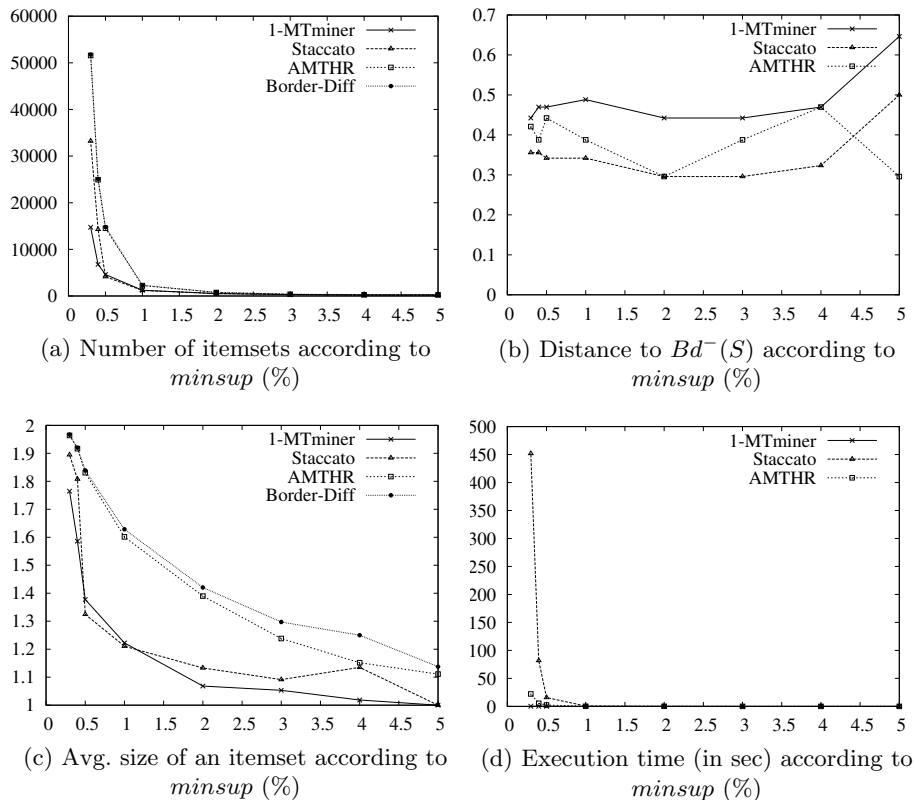 60000
50000
40000
30000
20000
10000
0
0 0.5 1 1.5 2 2.5 3 3.5 4 4.5 5
1-MTminer
Staccato
AMTHR
Border-Diff
(a) Number of itemsets according to
minsup (%)
0.7
0.6
0.5
0.4
0.3
0.2
0.1
0
0 0.5 1 1.5 2 2.5 3 3.5 4 4.5 5
1-MTminer
Staccato
AMTHR
(b) Distance to Bd⁻(S) according to
minsup (%)
2
1.9
1.8
1.7
1.6
1.5
1.4
1.3
1.2
1.1
1
0 0.5 1 1.5 2 2.5 3 3.5 4 4.5 5
1-MTminer
Staccato
AMTHR
Border-Diff
(c) Avg. size of an itemset according to
minsup (%)
500
450
400
350
300
250
200
150
100
50
0
0 0.5 1 1.5 2 2.5 3 3.5 4 4.5 5
1-MTminer
Staccato
AMTHR
(d) Execution time (in sec) according to
minsup (%)